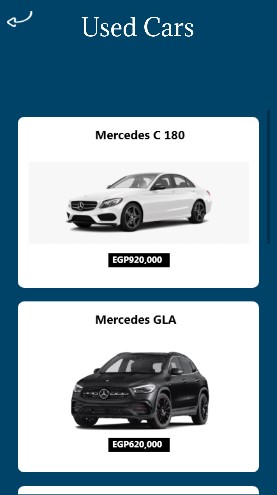 Used Cars
Mercedes C 180
EGP920,000
Mercedes GLA
EGP620,000